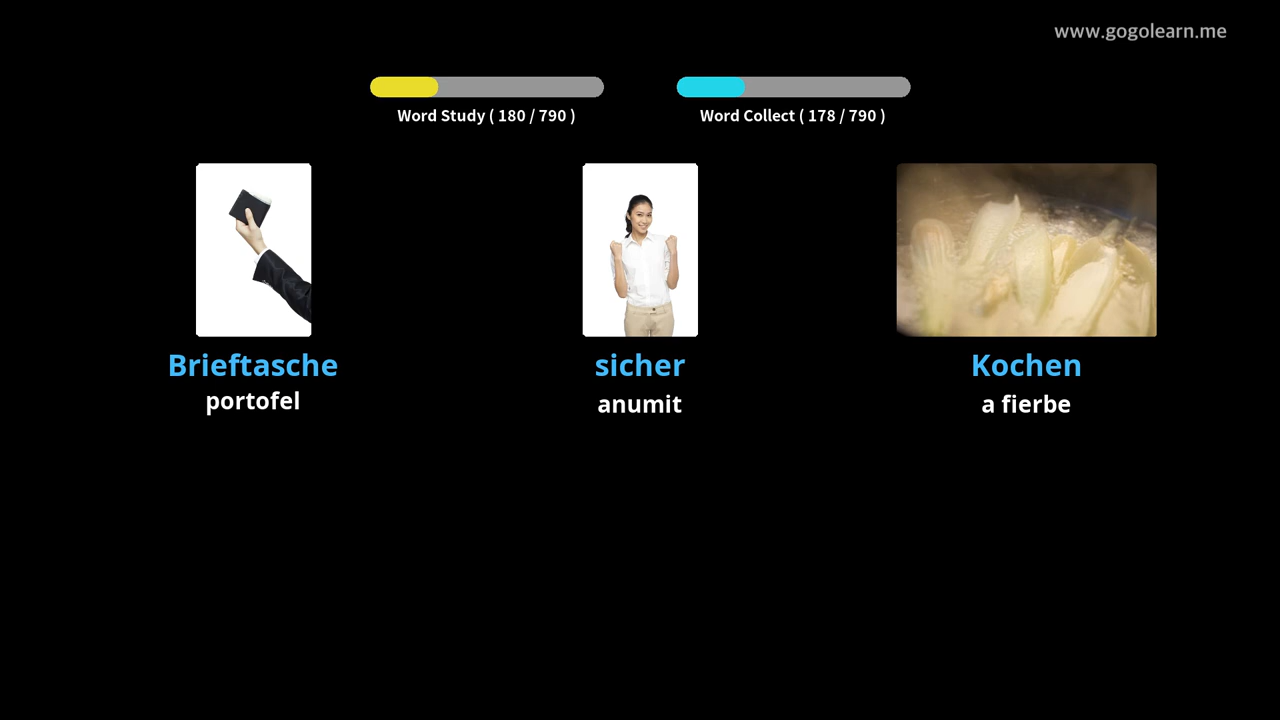 www.gogolearn.me
Word Study ( 180 / 790 )
Word Collect ( 178 / 790 )
Brieftasche
portofel
sicher
anumit
Kochen
a fierbe